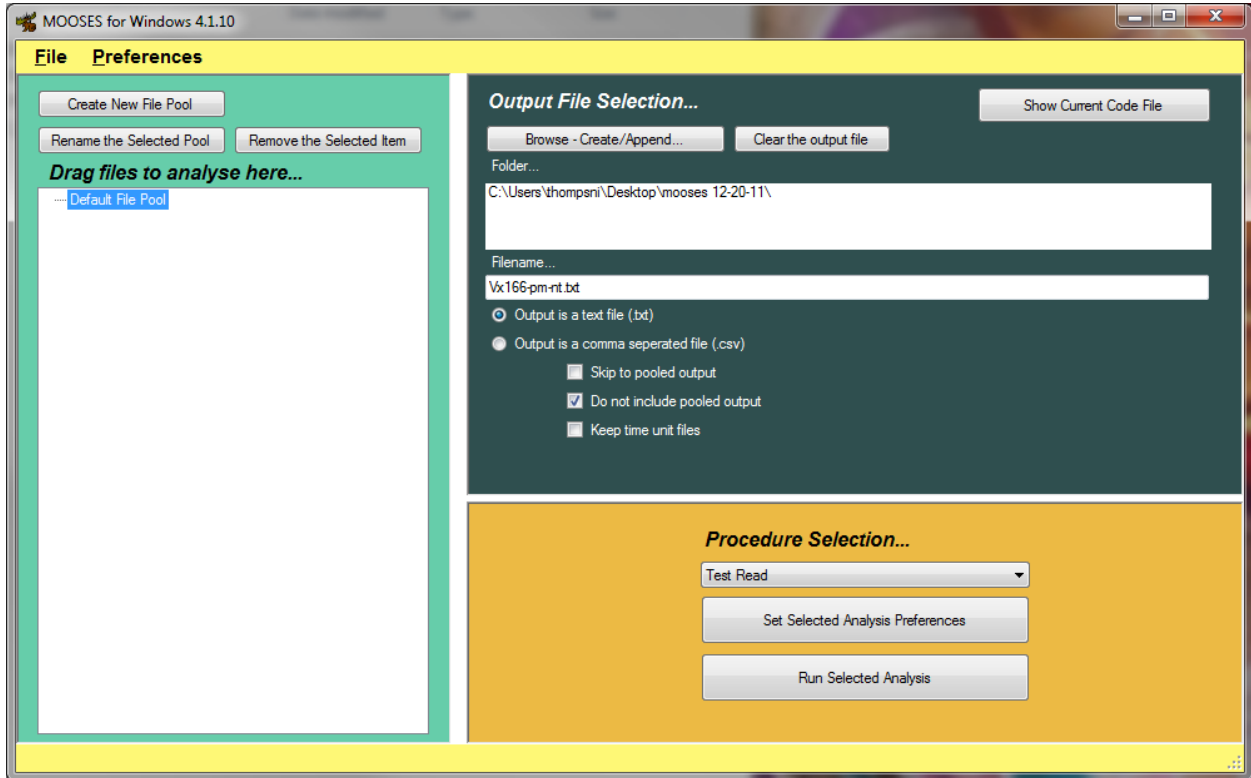 Date modified Type Size
MOOSES for Windows 4.1.10
File Preferences
Create New File Pool
Rename the Selected Pool Remove the Selected Item
Drag files to analyse here...
Default File Pool
Output File Selection...
Show Current Code File
Browse - Create/Append... Clear the output file
Folder...
C:\Users\thompsni\Desktop\mooses 12-20-11\
Filename...
Vx166-pm-nt.txt
Output is a text file (.txt)
Output is a comma seperated file (.csv)
Skip to pooled output
Do not include pooled output
Keep time unit files
Procedure Selection...
Test Read
Set Selected Analysis Preferences
Run Selected Analysis